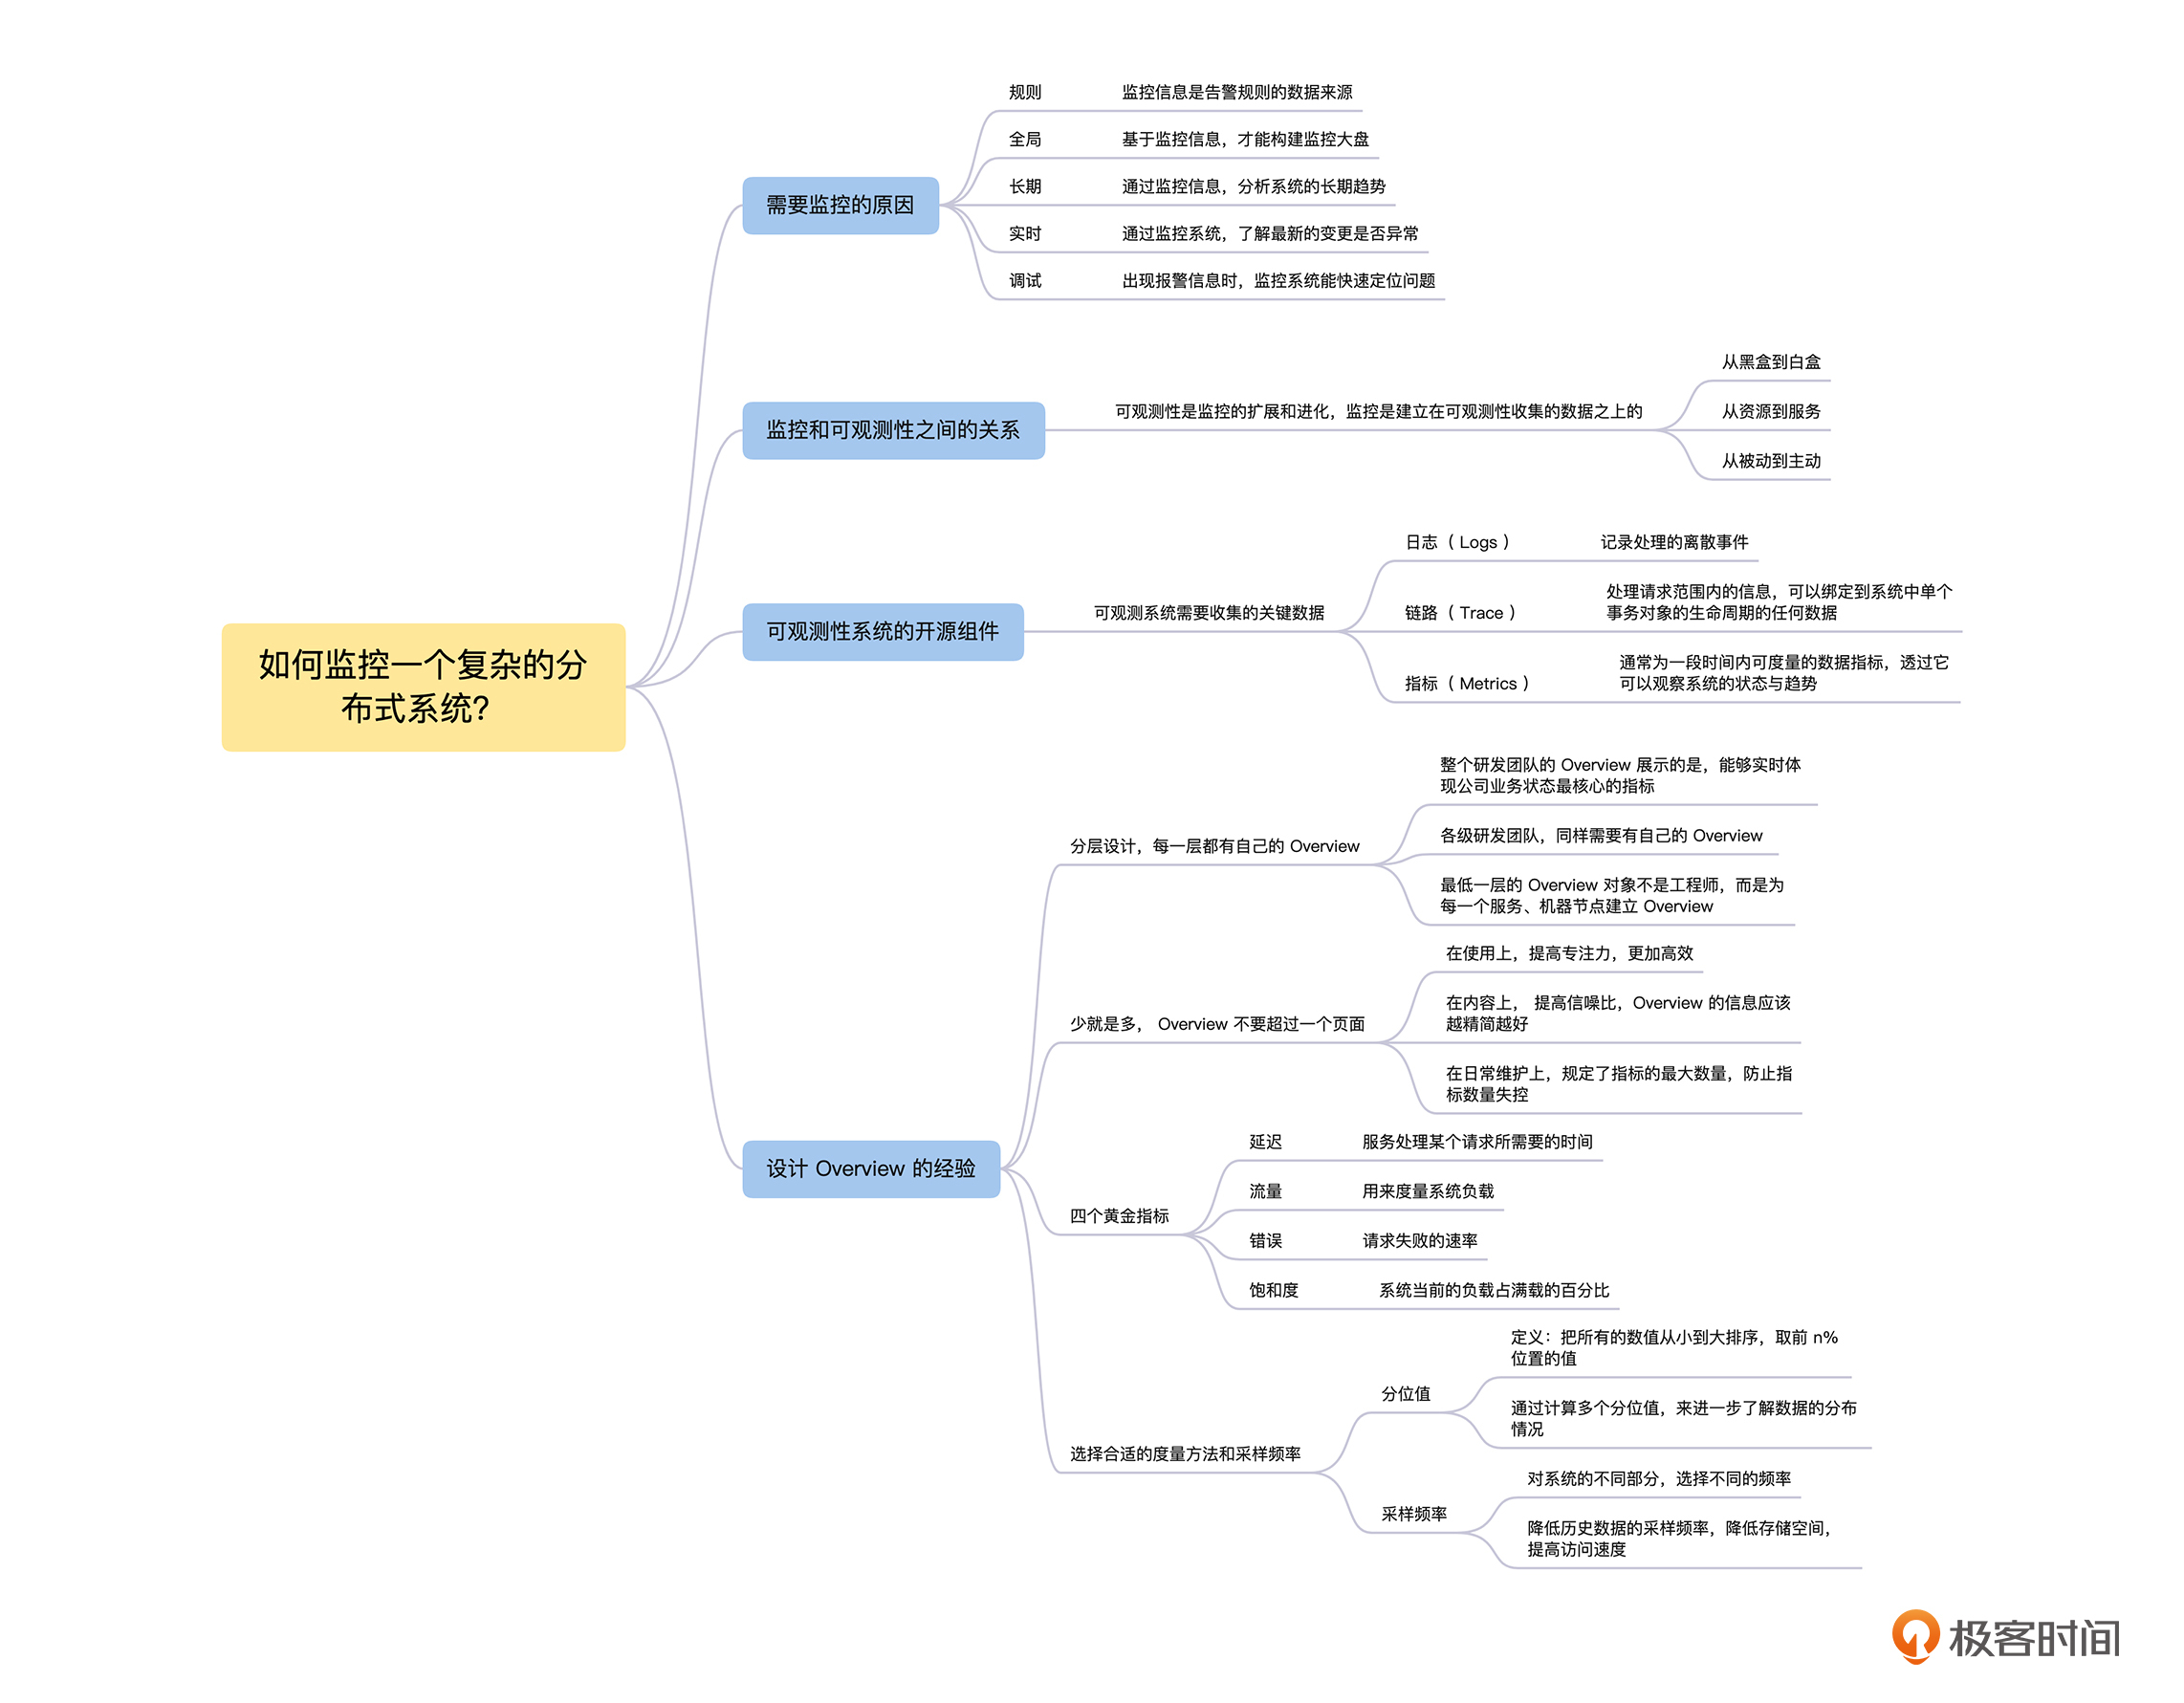 如何监控一个复杂的分
布式系统？
需要监控的原因
规则
监控信息是告警规则的数据来源
全局
基于监控信息，才能构建监控大盘
长期
通过监控信息，分析系统的长期趋势
实时
通过监控系统，了解最新的变更是否异常
调试
出现报警信息时，监控系统能快速定位问题
监控和可观测性之间的关系
可观测性是监控的扩展和进化，监控是建立在可观测性收集的数据之上的
从黑盒到白盒
从资源到服务
从被动到主动
可观测性系统的开源组件
可观测系统需要收集的关键数据
日志（ Logs ）
记录处理的离散事件
链路（ Trace ）
处理请求范围内的信息，可以绑定到系统中单个
事务对象的生命周期的任何数据
指标（ Metrics ）
通常为一段时间内可度量的数据指标，透过它
可以观察系统的状态与趋势
设计 Overview 的经验
分层设计，每一层都有自己的 Overview
整个研发团队的 Overview 展示的是，能够实时体
现公司业务状态最核心的指标
各级研发团队，同样需要有自己的 Overview
最低一层的 Overview 对象不是工程师，而是为
每一个服务、机器节点建立 Overview
少就是多， Overview 不要超过一个页面
在使用上，提高专注力，更加高效
在内容上， 提高信噪比，Overview 的信息应该
越精简越好
在日常维护上，规定了指标的最大数量，防止指
标数量失控
四个黄金指标
延迟
服务处理某个请求所需要的时间
流量
用来度量系统负载
错误
请求失败的速率
饱和度
系统当前的负载占满载的百分比
选择合适的度量方法和采样频率
分位值
定义：把所有的数值从小到大排序，取前 n%
位置的值
通过计算多个分位值，来进一步了解数据的分布
情况
采样频率
对系统的不同部分，选择不同的频率
降低历史数据的采样频率，降低存储空间，
提高访问速度
极客时间